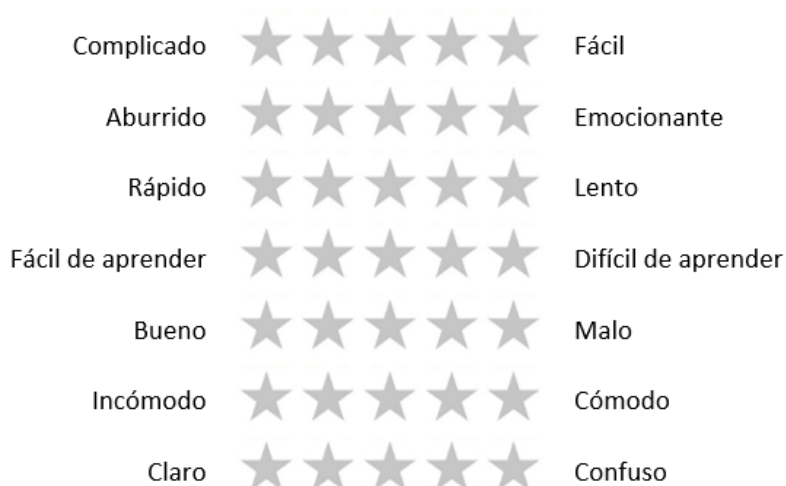 Complicado Fácil
Aburrido Emocionante
Rápido Lento
Fácil de aprender Difícil de aprender
Bueno Malo
Incómodo Cómodo
Claro Confuso